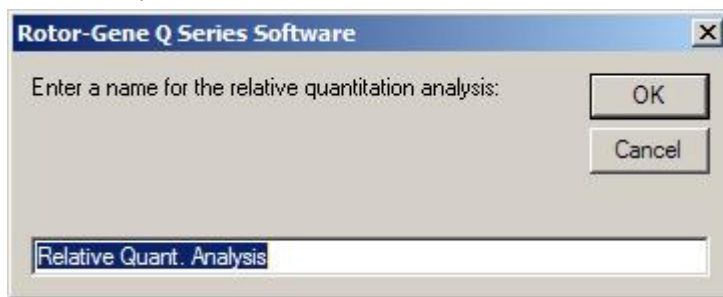 Rotor-Gene Q Series Software
Enter a name for the relative quantitation analysis:
OK
Cancel
Relative Quant. Analysis